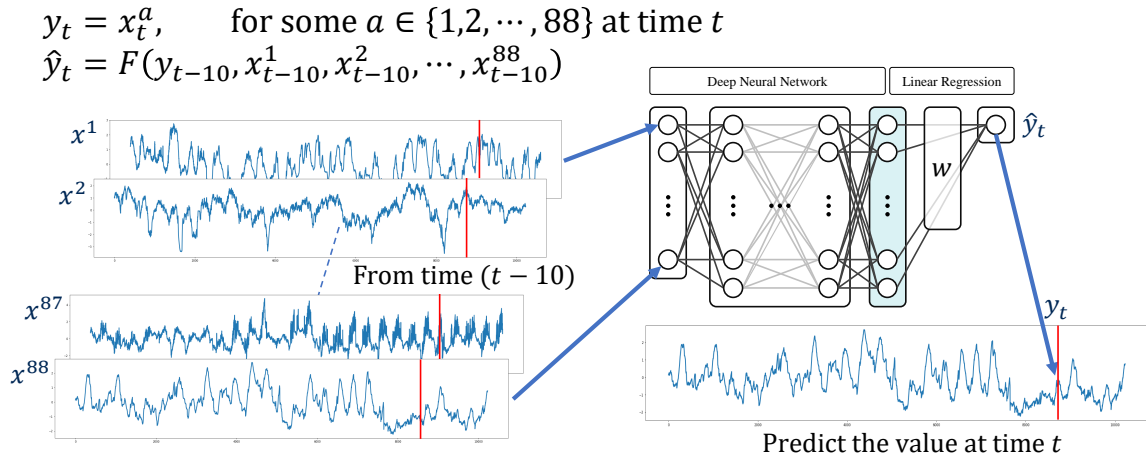 y_t = x_t^a,   for some a ∈ {1,2, ⋯, 88} at time t
ŷ_t = F(y_{t−10}, x_{t−10}^1, x_{t−10}^2, ⋯, x_{t−10}^{88})
Deep Neural Network
Linear Regression
x^1
x^2
From time (t − 10)
x^{87}
x^{88}
w
ŷ_t
y_t
Predict the value at time t